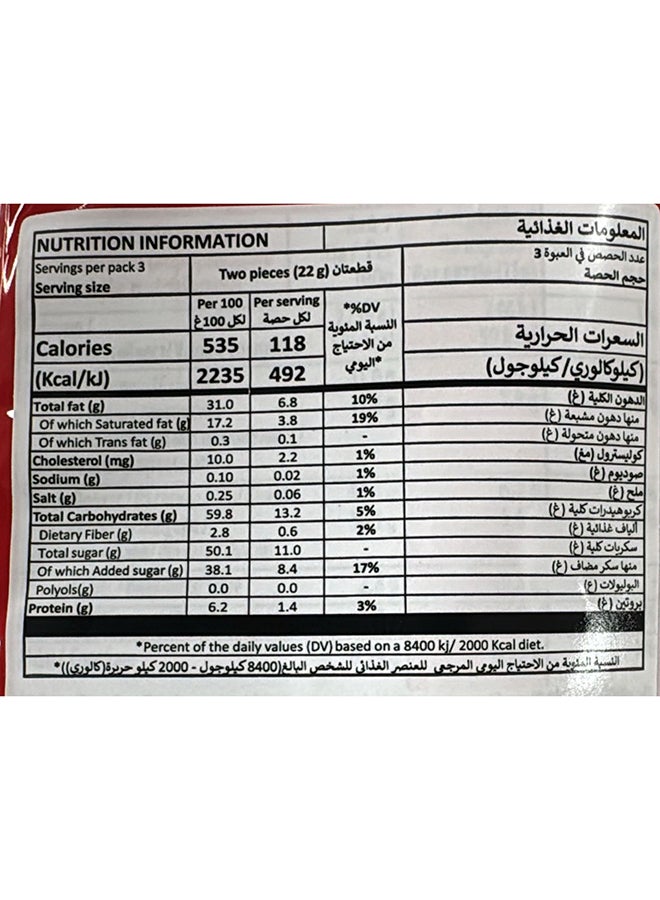 NUTRITION INFORMATION المعلومات الغذائية
Servings per pack 3 عدد الحصص في العبوة 3
Serving size Two pieces (22 g) قطعتان حجم الحصة
Per 100 Per serving *%DV
لكل 100غ لكل حصة النسبة المئوية من الاحتياج اليومي*
Calories 535 118 السعرات الحرارية
(Kcal/kJ) 2235 492 (كيلوكالوري/كيلوجول)
Total fat (g) 31.0 6.8 10% الدهون الكلية (غ)
Of which Saturated fat (g) 17.2 3.8 19% منها دهون مشبعة (غ)
Of which Trans fat (g) 0.3 0.1 - منها دهون متحولة (غ)
Cholesterol (mg) 10.0 2.2 1% كوليسترول (مغ)
Sodium (g) 0.10 0.02 1% صوديوم (غ)
Salt (g) 0.25 0.06 1% ملح (غ)
Total Carbohydrates (g) 59.8 13.2 5% كربوهيدرات كلية (غ)
Dietary Fiber (g) 2.8 0.6 2% ألياف غذائية (غ)
Total sugar (g) 50.1 11.0 - سكريات كلية (غ)
Of which Added sugar (g) 38.1 8.4 17% منها سكر مضاف (غ)
Polyols(g) 0.0 0.0 - البوليولات (غ)
Protein (g) 6.2 1.4 3% بروتين (غ)
*Percent of the daily values (DV) based on a 8400 kj/ 2000 Kcal diet.
النسبة المئوية من الاحتياج اليومي المرجعي للعنصر الغذائي للشخص البالغ(8400 كيلوجول - 2000 كيلو حريرة(كالوري))*